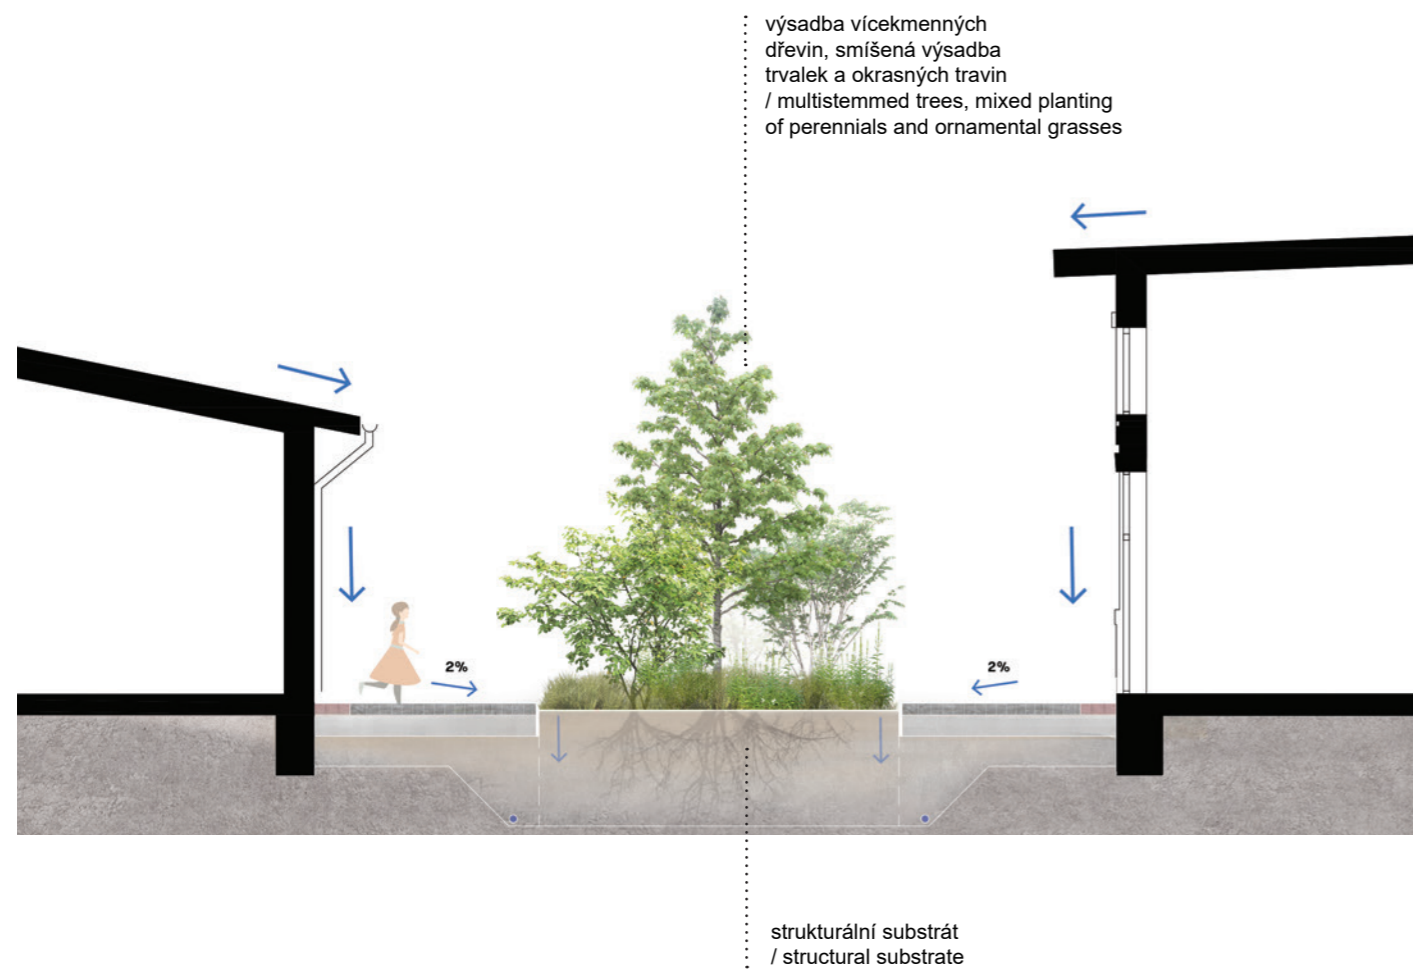 výsadba vícekmenných
dřevin, smíšená výsadba
trvalek a okrasných travin
/ multistemmed trees, mixed planting
of perennials and ornamental grasses
2%
2%
strukturální substrát
/ structural substrate